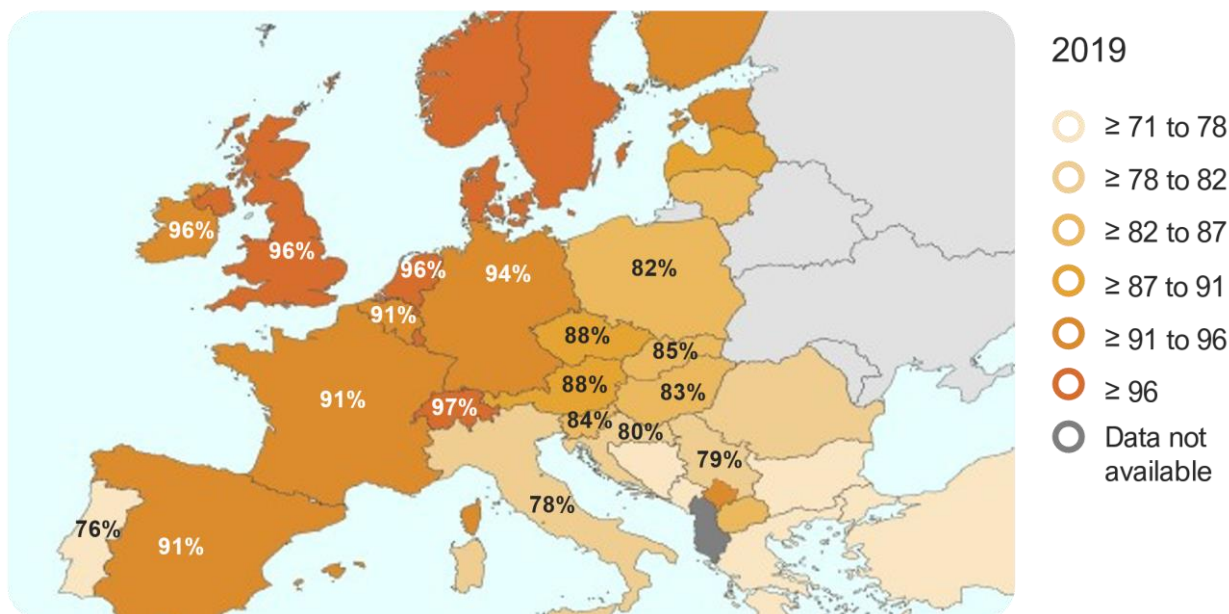 2019
≥ 71 to 78
≥ 78 to 82
≥ 82 to 87
≥ 87 to 91
≥ 91 to 96
≥ 96
Data not
available
96%
96%
96%
94%
82%
91%
88%
85%
91%
97%
88%
83%
84%
80%
79%
78%
76%
91%